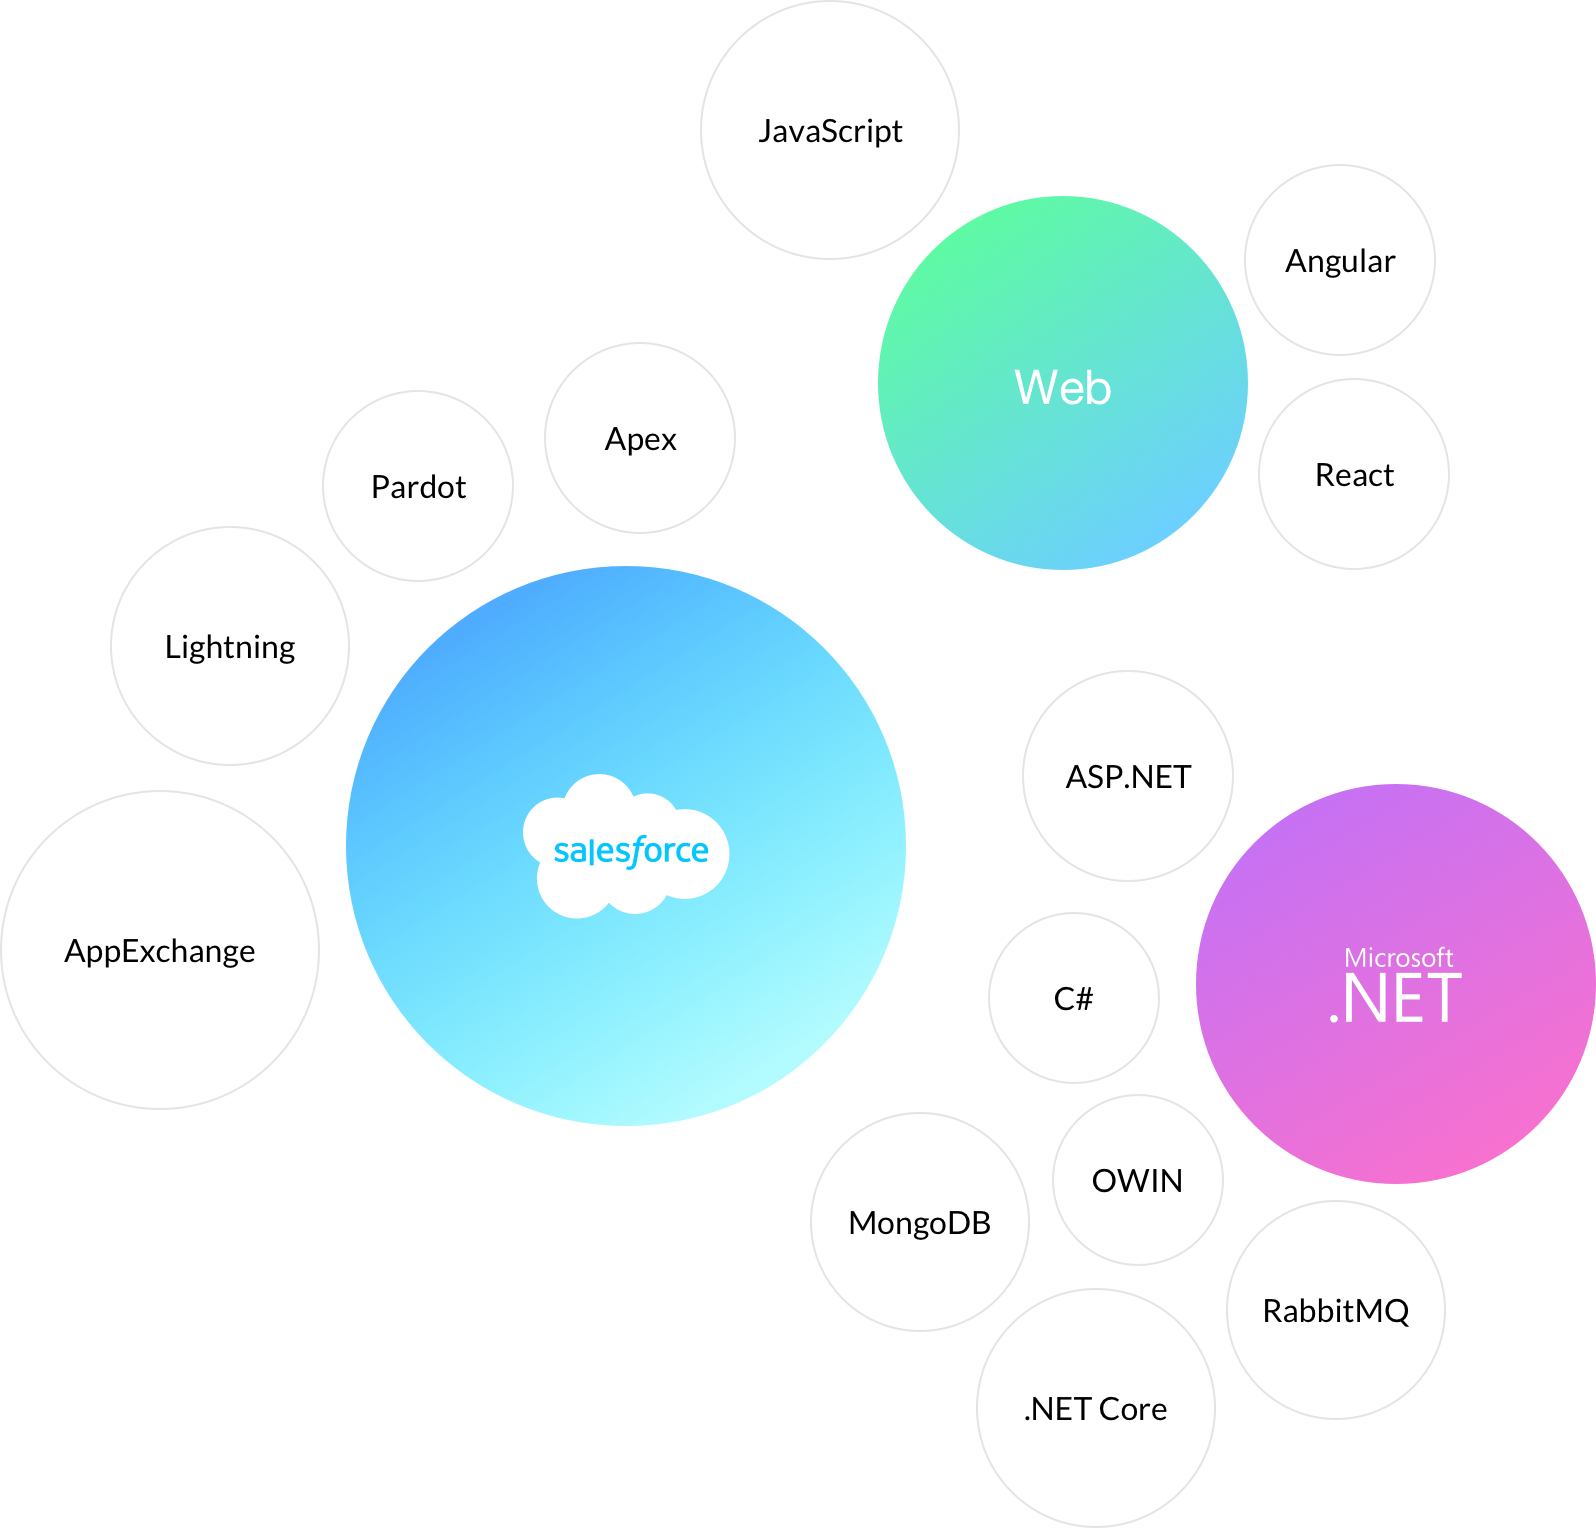 JavaScript
Angular
Web
React
Apex
Pardot
Lightning
salesforce
AppExchange
ASP.NET
Microsoft
.NET
C#
OWIN
MongoDB
RabbitMQ
.NET Core